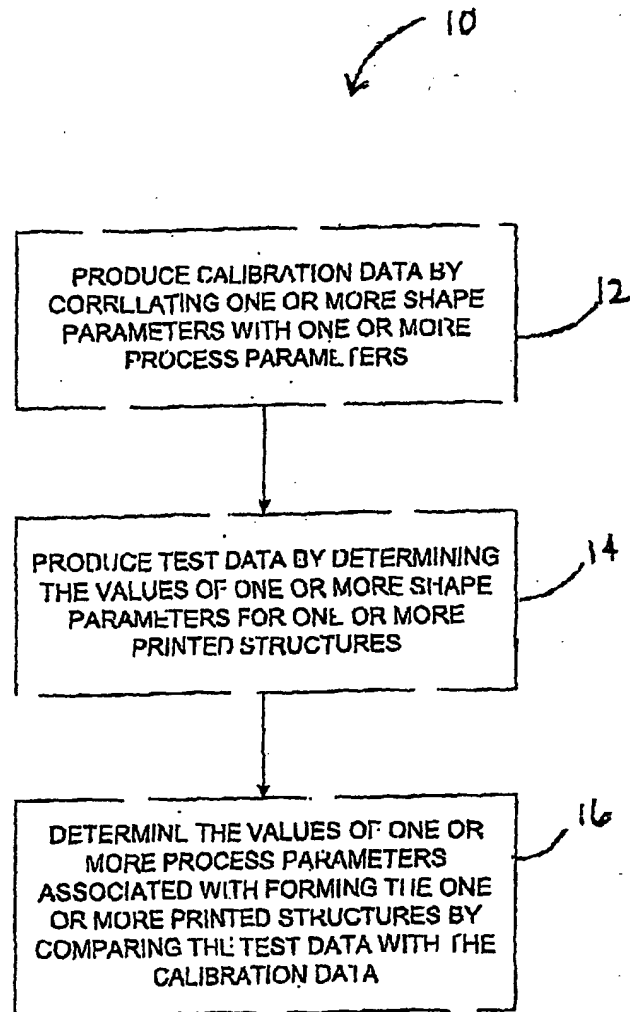 10
PRODUCE CALIBRATION DATA BY
CORRELATING ONE OR MORE SHAPE
PARAMETERS WITH ONE OR MORE
PROCESS PARAMETERS
12
PRODUCE TEST DATA BY DETERMINING
THE VALUES OF ONE OR MORE SHAPE
PARAMETERS FOR ONE OR MORE
PRINTED STRUCTURES
14
DETERMINE THE VALUES OF ONE OR
MORE PROCESS PARAMETERS
ASSOCIATED WITH FORMING THE ONE
OR MORE PRINTED STRUCTURES BY
COMPARING THE TEST DATA WITH THE
CALIBRATION DATA
16